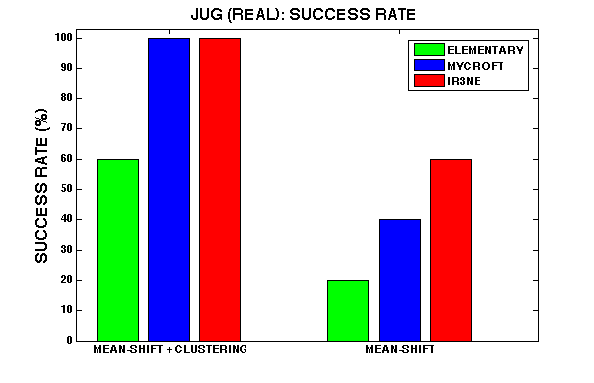 JUG (REAL): SUCCESS RATE
SUCCESS RATE (%)
100
90
80
70
60
50
40
30
20
10
0
ELEMENTARY
MYCROFT
IR3NE
MEAN-SHIFT + CLUSTERING
MEAN-SHIFT